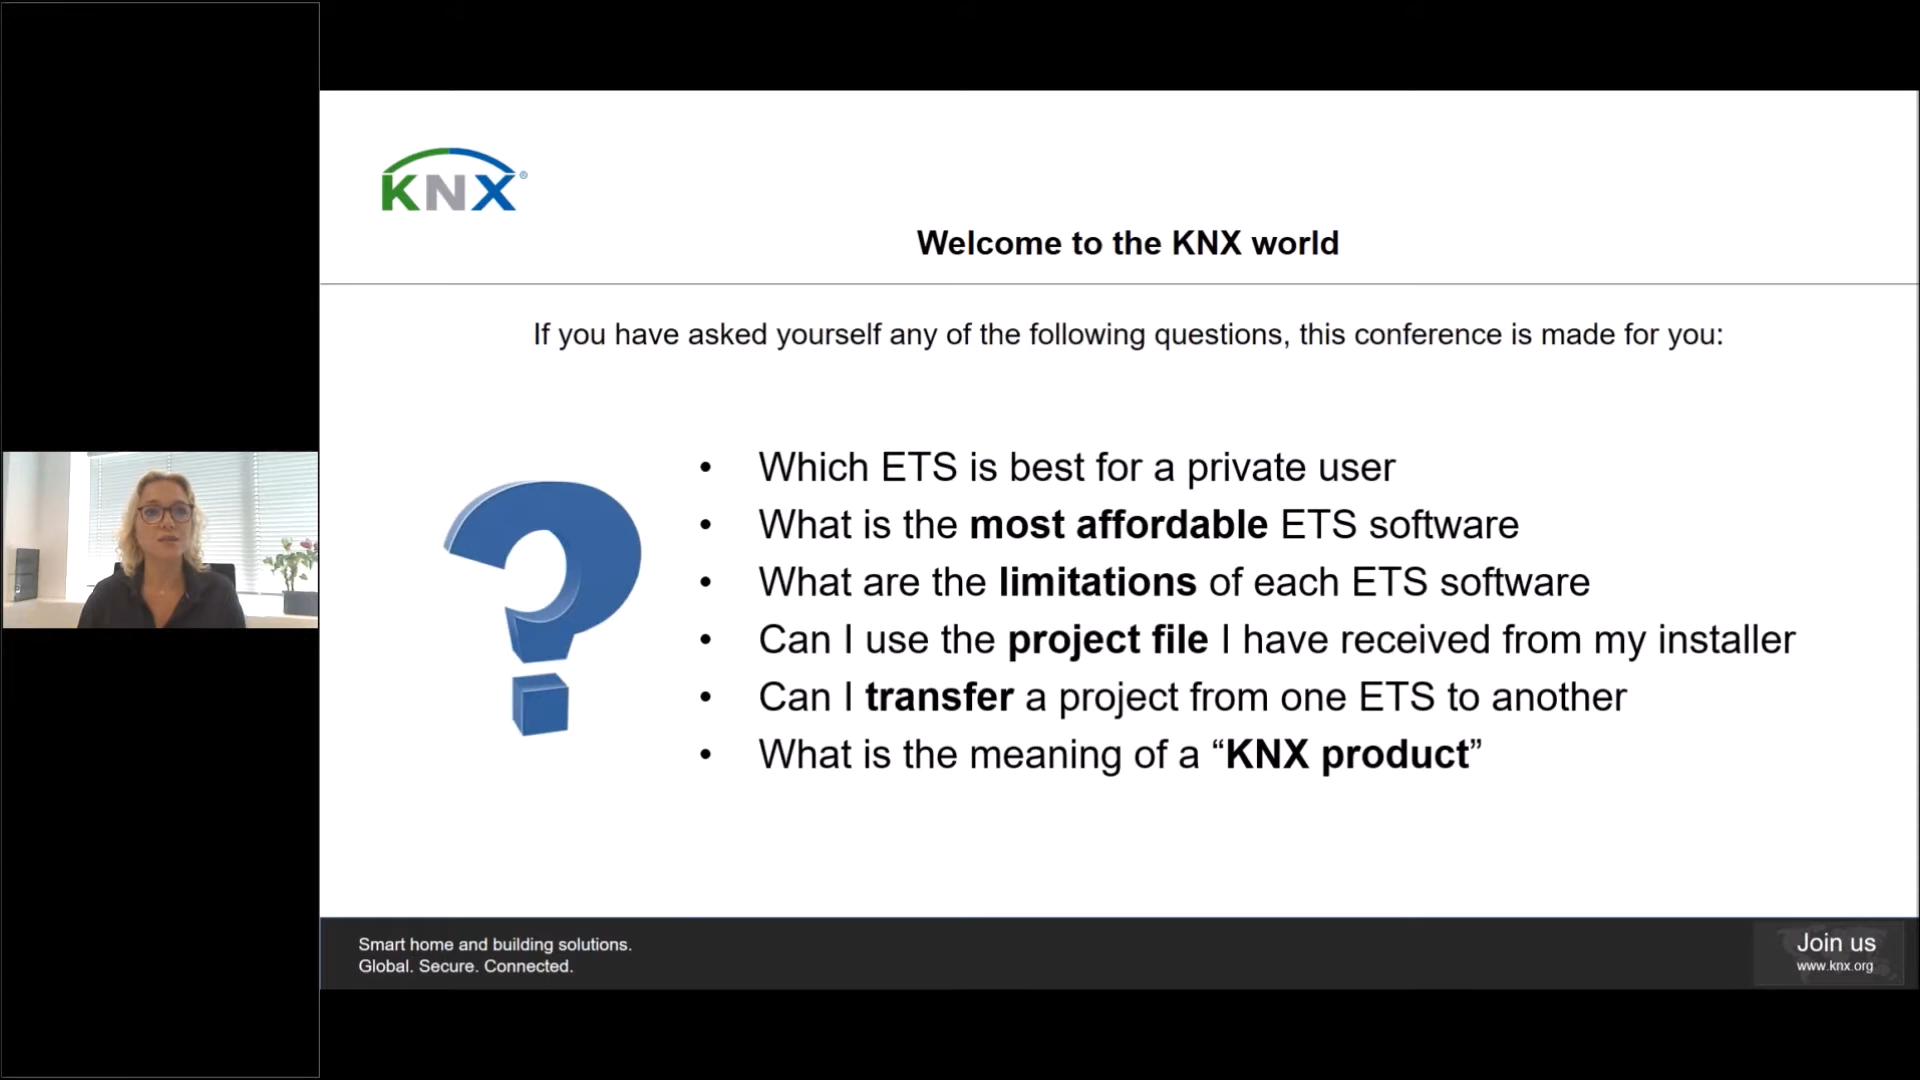 KNX®
Welcome to the KNX world
If you have asked yourself any of the following questions, this conference is made for you:
?
• Which ETS is best for a private user
• What is the most affordable ETS software
• What are the limitations of each ETS software
• Can I use the project file I have received from my installer
• Can I transfer a project from one ETS to another
• What is the meaning of a “KNX product”
Smart home and building solutions.
Global. Secure. Connected.
Join us
www.knx.org